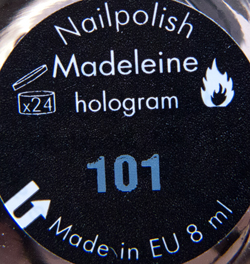 Nailpolish
Madeleine
x24 hologram
101
Made in EU 8 ml